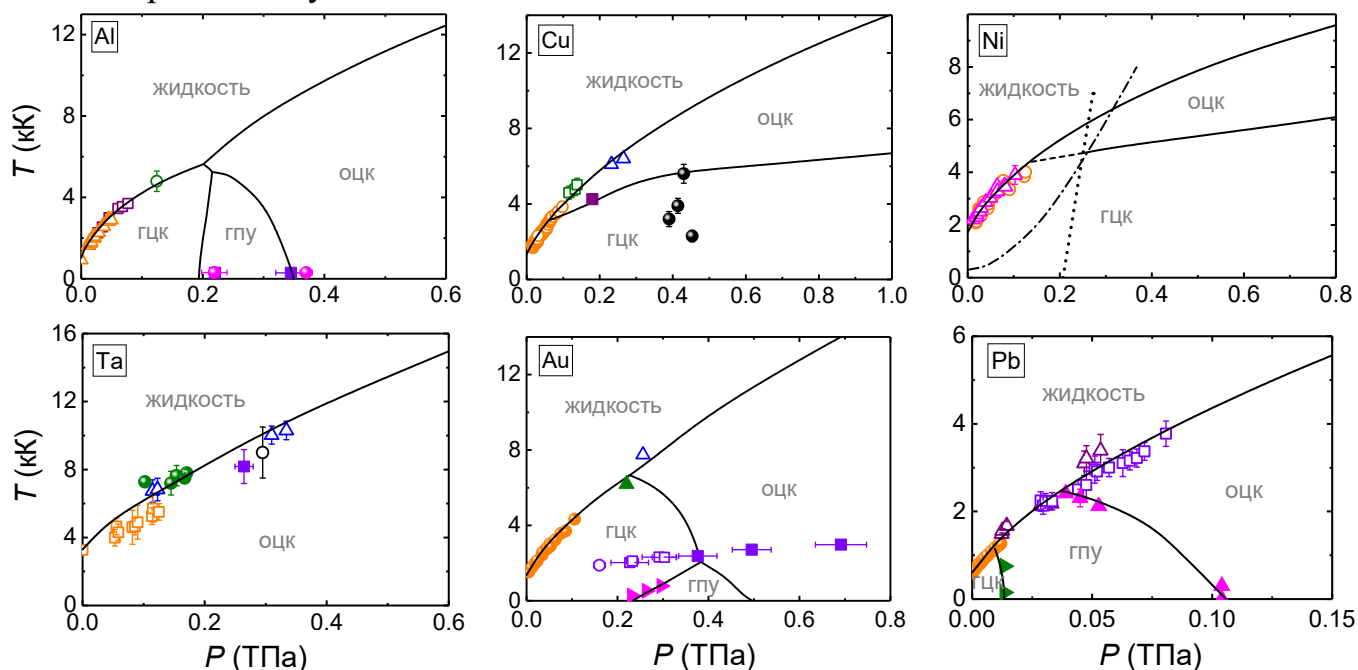 Al
жидкость
оцк
гцк
гпу
T (кК)
12
8
4
0
0.0 0.2 0.4 0.6
Cu
жидкость
оцк
гцк
12
8
4
0
0.0 0.2 0.4 0.6 0.8 1.0
Ni
жидкость
оцк
гцк
8
6
4
2
0
0.0 0.2 0.4 0.6 0.8
Ta
жидкость
оцк
T (кК)
16
12
8
4
0
0.0 0.2 0.4 0.6
P (ТПа)
Au
жидкость
гцк
оцк
гпу
12
8
4
0
0.0 0.2 0.4 0.6 0.8
P (ТПа)
Pb
жидкость
оцк
гпу
гцк
6
4
2
0
0.00 0.05 0.10 0.15
P (ТПа)